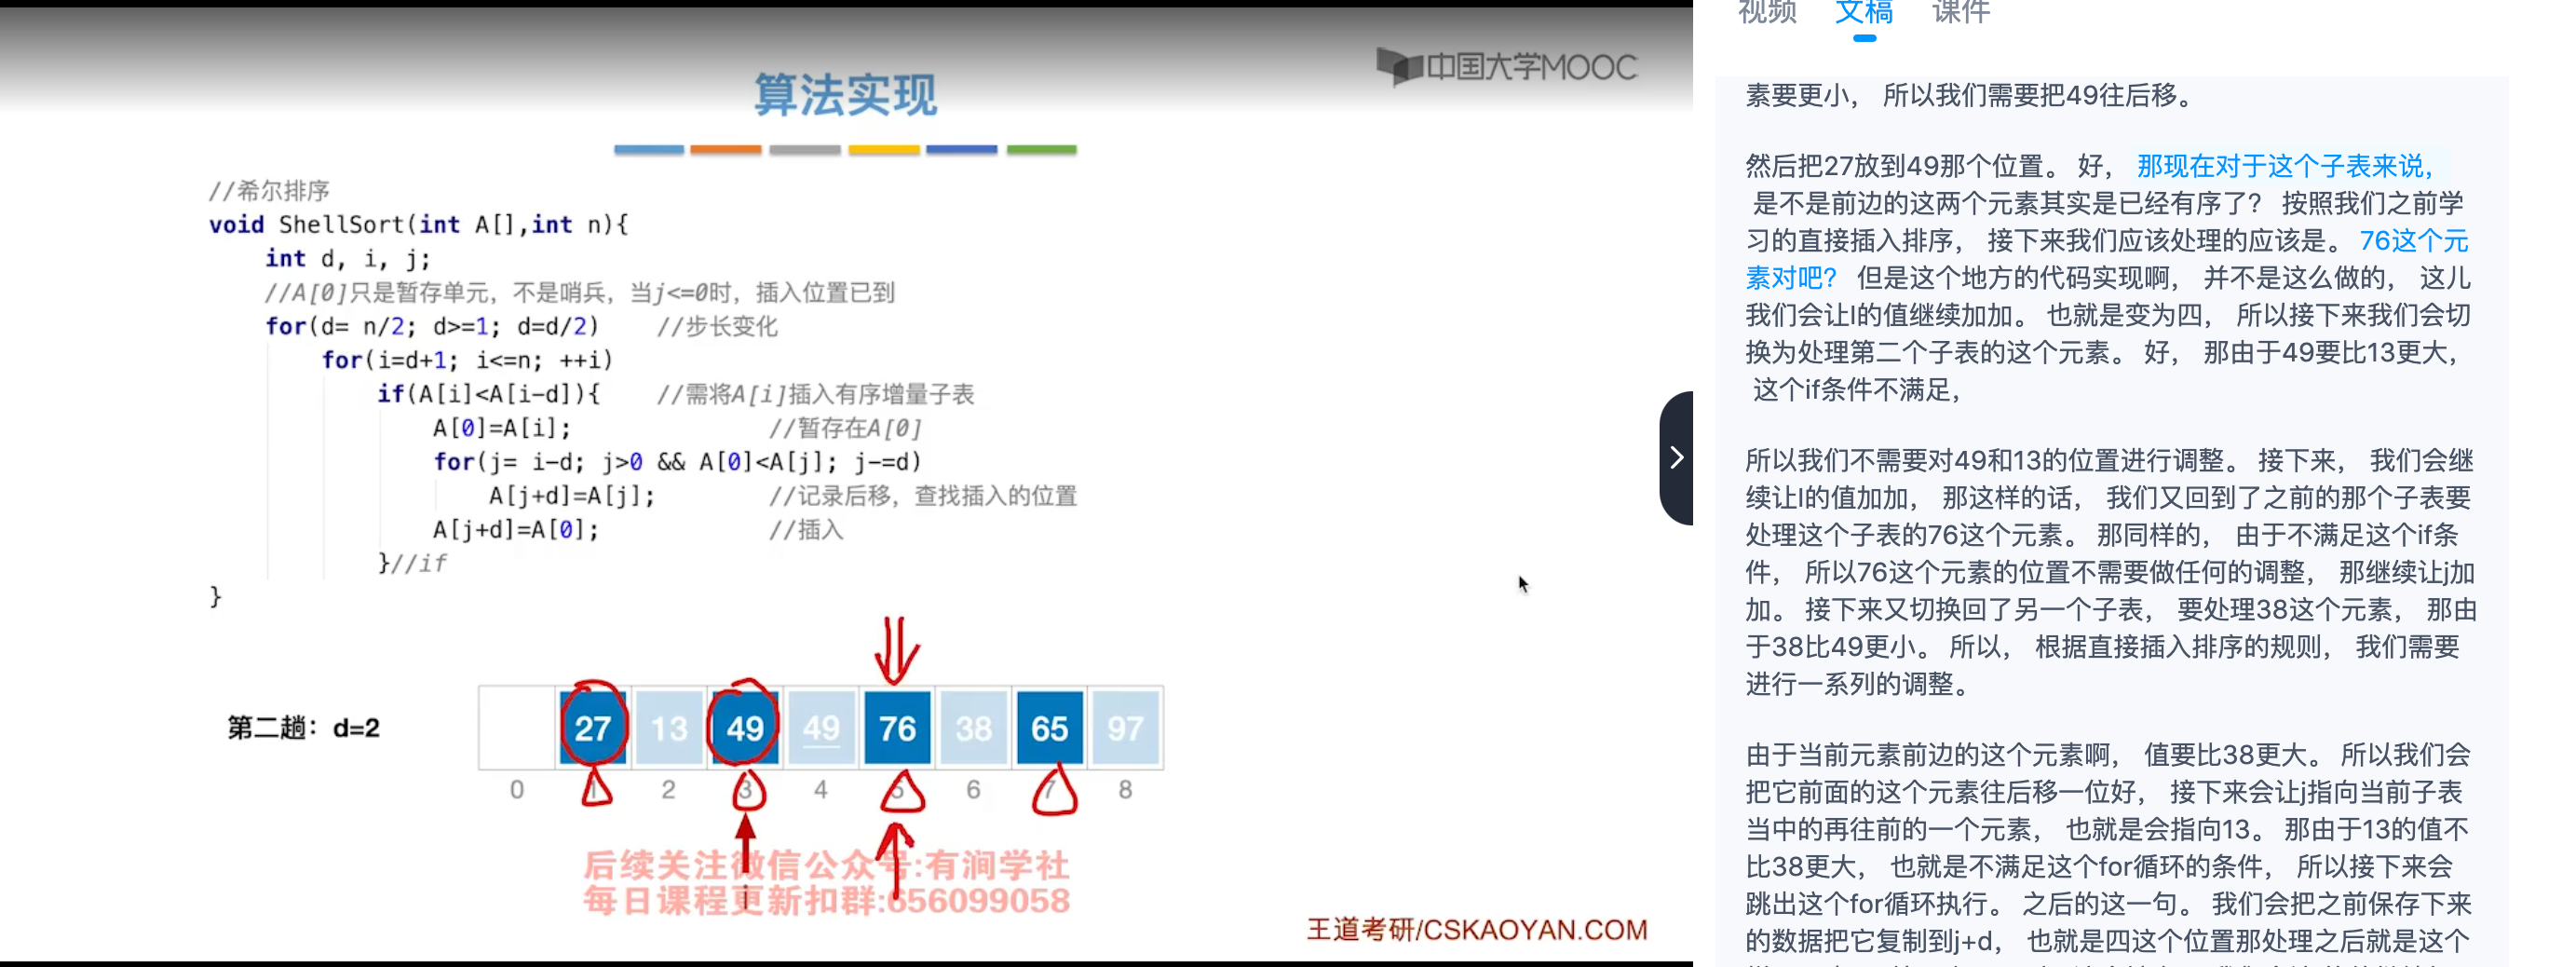 中国大学MOOC
算法实现
//希尔排序
void ShellSort(int A[],int n){
int d, i, j;
//A[0]只是暂存单元，不是哨兵，当j<=0时，插入位置已到
for(d= n/2; d>=1; d=d/2) //步长变化
for(i=d+1; i<=n; ++i)
if(A[i]<A[i-d]){ //需将A[i]插入有序增量子表
A[0]=A[i]; //暂存在A[0]
for(j= i-d; j>0 && A[0]<A[j]; j-=d)
A[j+d]=A[j]; //记录后移，查找插入的位置
A[j+d]=A[0]; //插入
}//if
}
第二趟：d=2
27 13 49 49 76 38 65 97
0 1 2 3 4 5 6 7 8
i
后续关注微信公众号:有涧学社
每日课程更新扣群:656099058
王道考研/CSKAOYAN.COM
视频 文稿 课件
素要更小， 所以我们需要把49往后移。
然后把27放到49那个位置。 好， 那现在对于这个子表来说，
是不是前边的这两个元素其实是已经有序了？ 按照我们之前学
习的直接插入排序， 接下来我们应该处理的应该是。 76这个元
素对吧？ 但是这个地方的代码实现啊， 并不是这么做的， 这儿
我们会让I的值继续加加。 也就是变为四， 所以接下来我们会切
换为处理第二个子表的这个元素。 好， 那由于49要比13更大，
这个if条件不满足，
所以我们不需要对49和13的位置进行调整。 接下来， 我们会继
续让I的值加加， 那这样的话， 我们又回到了之前的那个子表要
处理这个子表的76这个元素。 那同样的， 由于不满足这个if条
件， 所以76这个元素的位置不需要做任何的调整， 那继续让j加
加。 接下来又切换回了另一个子表， 要处理38这个元素， 那由
于38比49更小。 所以， 根据直接插入排序的规则， 我们需要
进行一系列的调整。
由于当前元素前边的这个元素啊， 值要比38更大。 所以我们会
把它前面的这个元素往后移一位好， 接下来会让j指向当前子表
当中的再往前的一个元素， 也就是会指向13。 那由于13的值不
比38更大， 也就是不满足这个for循环的条件， 所以接下来会
跳出这个for循环执行。 之后的这一句。 我们会把之前保存下来
的数据把它复制到j+d， 也就是四这个位置那处理之后就是这个